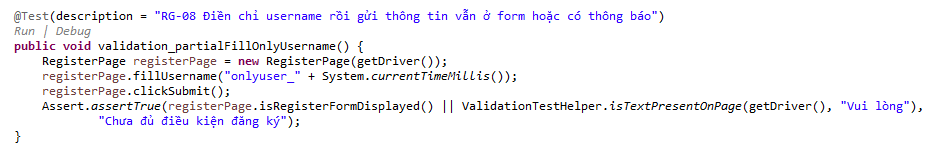 @Test(description = "RG-08 Điền chỉ username rồi gửi thông tin vẫn ở form hoặc có thông báo")
Run | Debug
public void validation_partialFillOnlyUsername() {
RegisterPage registerPage = new RegisterPage(getDriver());
registerPage.fillUsername("onlyuser_" + System.currentTimeMillis());
registerPage.clickSubmit();
Assert.assertTrue(registerPage.isRegisterFormDisplayed() || ValidationTestHelper.isTextPresentOnPage(getDriver(), "Vui lòng"),
"Chưa đủ điều kiện đăng ký");
}